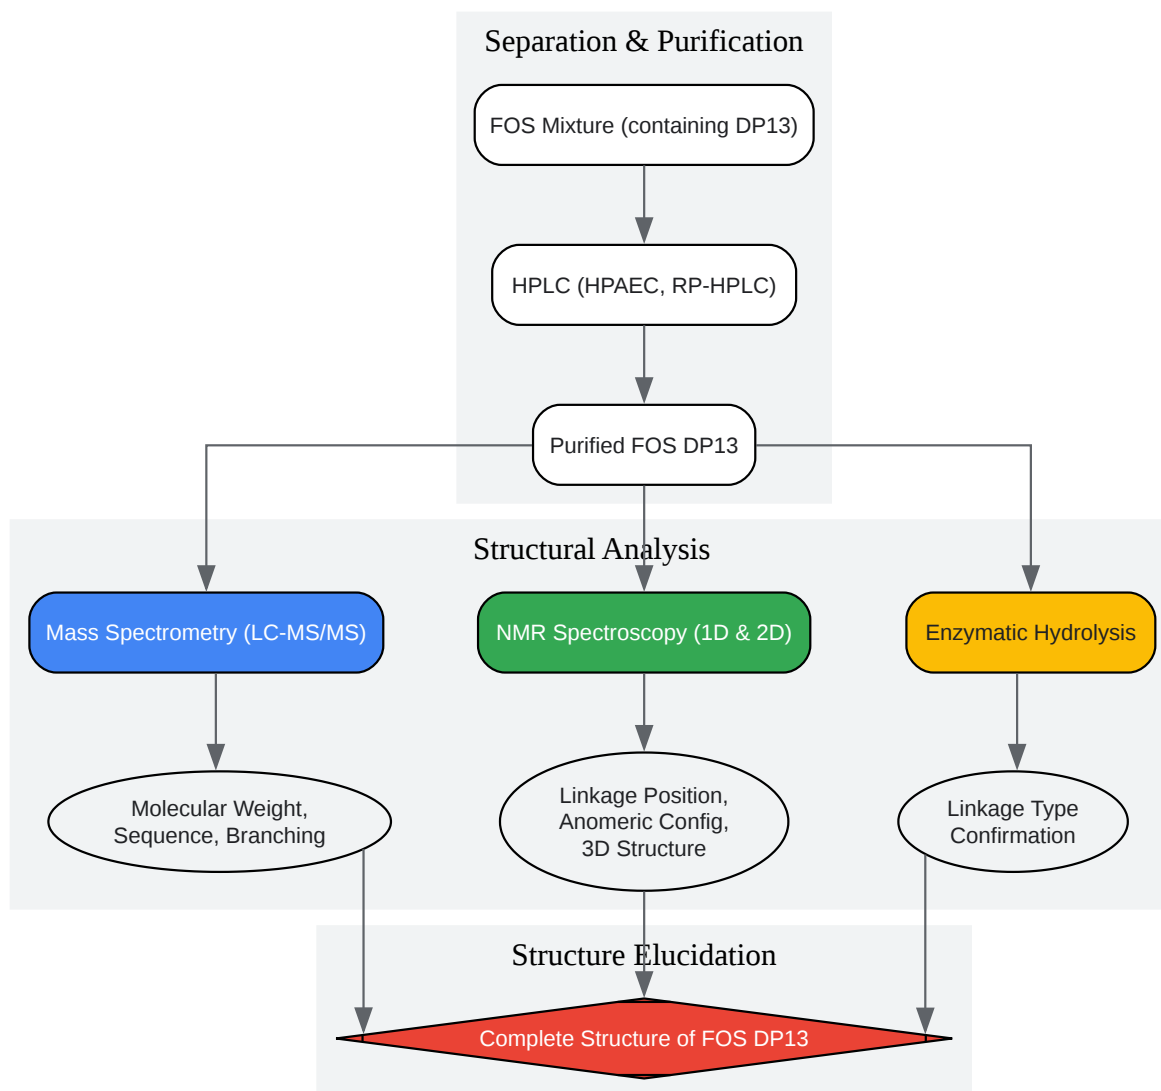 Separation & Purification
FOS Mixture (containing DP13)
HPLC (HPAEC, RP-HPLC)
Purified FOS DP13
Structural Analysis
Mass Spectrometry (LC-MS/MS)
NMR Spectroscopy (1D & 2D)
Enzymatic Hydrolysis
Molecular Weight,
Sequence, Branching
Linkage Position,
Anomeric Config,
3D Structure
Linkage Type
Confirmation
Structure Elucidation
Complete Structure of FOS DP13